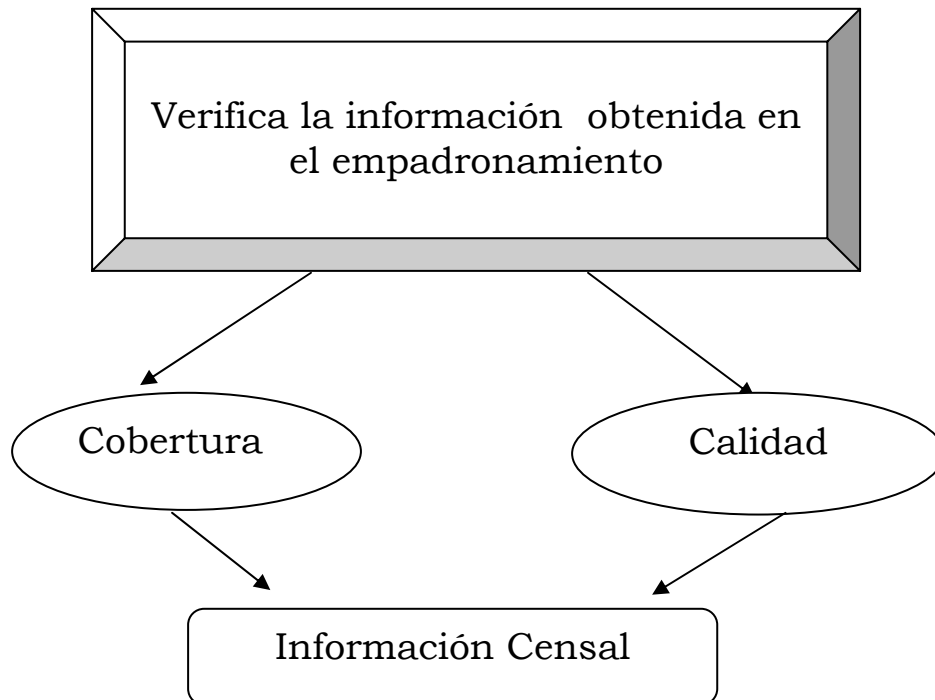 Verifica la información  obtenida en
el empadronamiento
Cobertura
Calidad
Información Censal